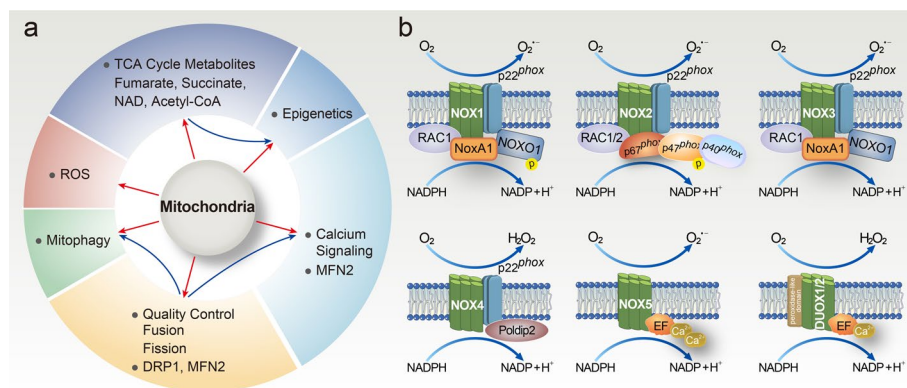 a
• TCA Cycle Metabolites
Fumarate, Succinate,
NAD, Acetyl-CoA
• Epigenetics
• ROS
Mitochondria
• Mitophagy
• Calcium
Signaling
• MFN2
• Quality Control
Fusion
Fission
• DRP1, MFN2
b
O₂ O₂•−
p22phox
NOX1
RAC1
NoxA1
NOXO1
p
NADPH NADP+H⁺
O₂ O₂•−
p22phox
NOX2
RAC1/2
p67phox
p47phox
p40phox
p
NADPH NADP+H⁺
O₂ O₂•−
p22phox
NOX3
RAC1
NoxA1
NOXO1
NADPH NADP+H⁺
O₂ H₂O₂
p22phox
NOX4
Poldip2
NADPH NADP+H⁺
O₂ O₂•−
NOX5
EF
Ca²⁺
Ca²⁺
NADPH NADP+H⁺
O₂ H₂O₂
peroxidase-like
domain
DUOX1/2
EF
Ca²⁺
NADPH NADP+H⁺